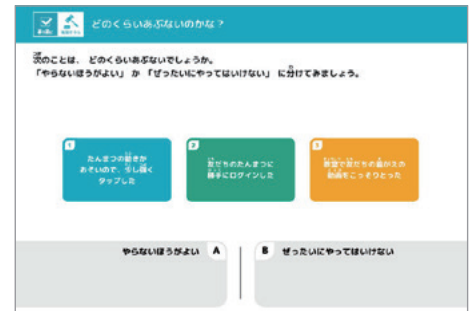 どのくらいあぶないのかな？
次のことは、どのくらいあぶないでしょうか。
「やらないほうがよい」 か 「ぜったいにやってはいけない」 に分けてみましょう。
1
たんまつの動きが
おそいので、少し強く
タップした
2
友だちのたんまつに
勝手にログインした
3
教室で友だちの着がえの
動画をこっそりとった
やらないほうがよい A
B ぜったいにやってはいけない